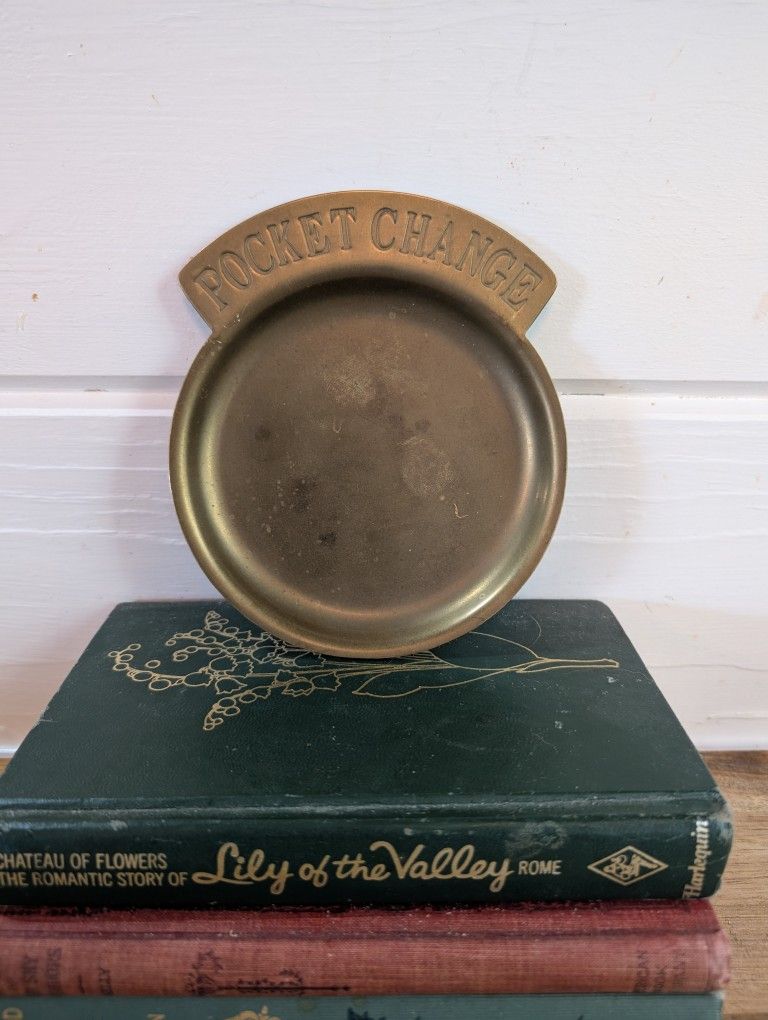 POCKET CHANGE
CHATEAU OF FLOWERS
THE ROMANTIC STORY OF
Lily of the Valley
ROME
Harlequin